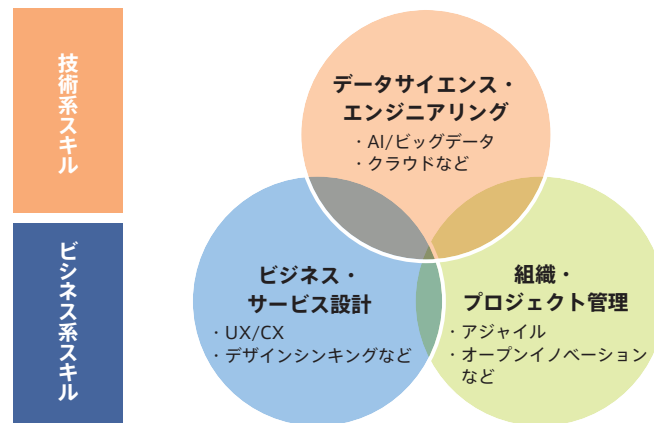 技術系スキル
データサイエンス・
エンジニアリング
・AI/ビッグデータ
・クラウドなど
ビジネス系スキル
ビジネス・
サービス設計
・UX/CX
・デザインシンキングなど
組織・
プロジェクト管理
・アジャイル
・オープンイノベーション
など